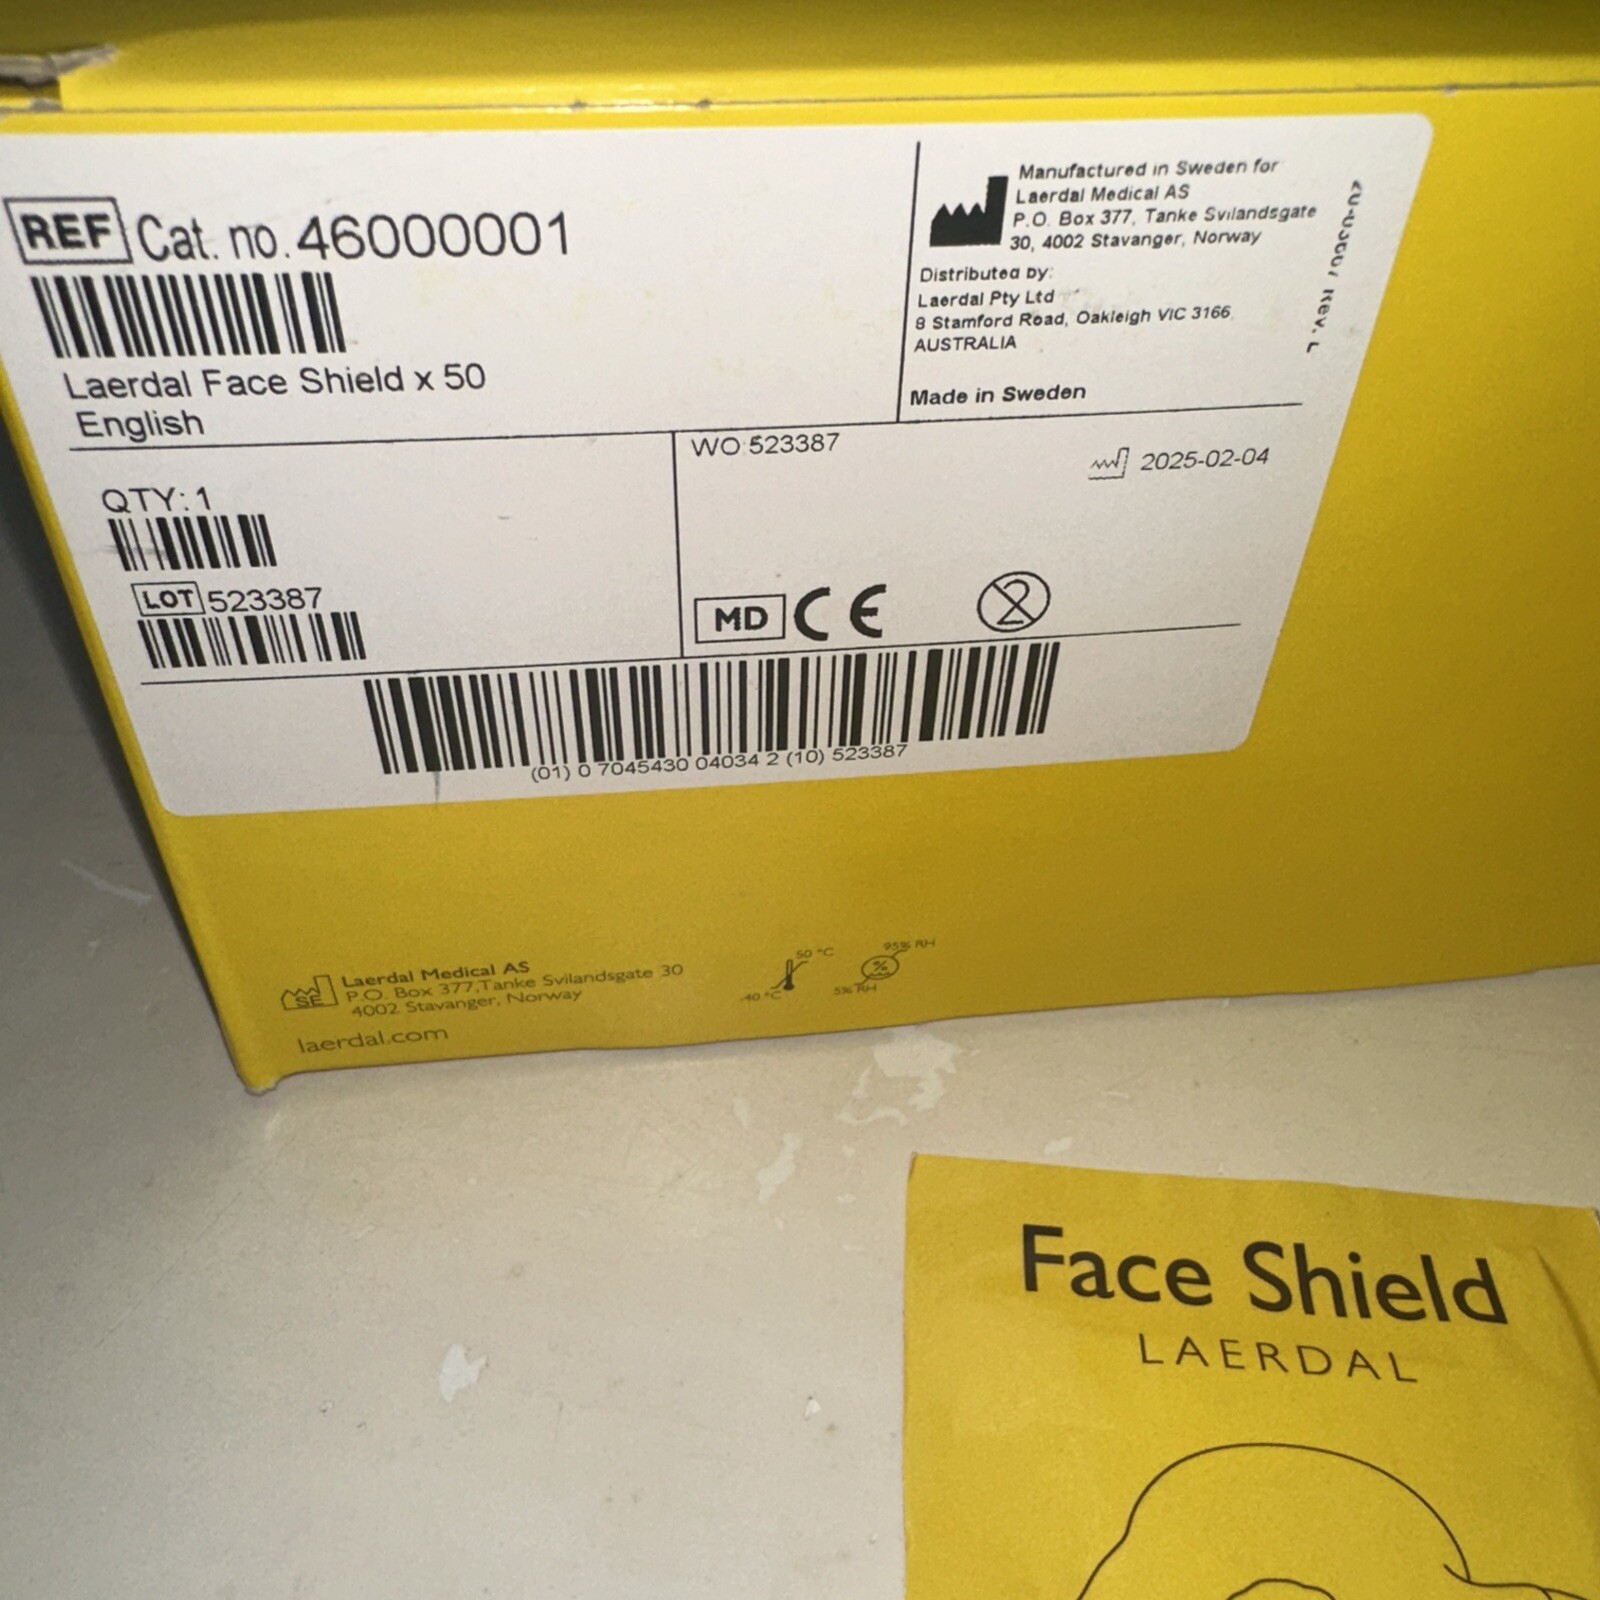 REF Cat. no. 46000001
Laerdal Face Shield x 50
English
Manufactured in Sweden for
Laerdal Medical AS
P.O. Box 377, Tanke Svilandsgate
30, 4002 Stavanger, Norway
Distributed by:
Laerdal Pty Ltd
8 Stamford Road, Oakleigh VIC 3166
AUSTRALIA
Made in Sweden
Rev. L
QTY: 1
LOT 523387
WO:523387
2025-02-04
MD CE 2
(01) 0 7045430 04034 2 (10) 523387
SE
Laerdal Medical AS
P.O. Box 377,Tanke Svilandsgate 30
4002 Stavanger, Norway
laerdal.com
50 °C
-40 °C
95% RH
%
5% RH
Face Shield
LAERDAL